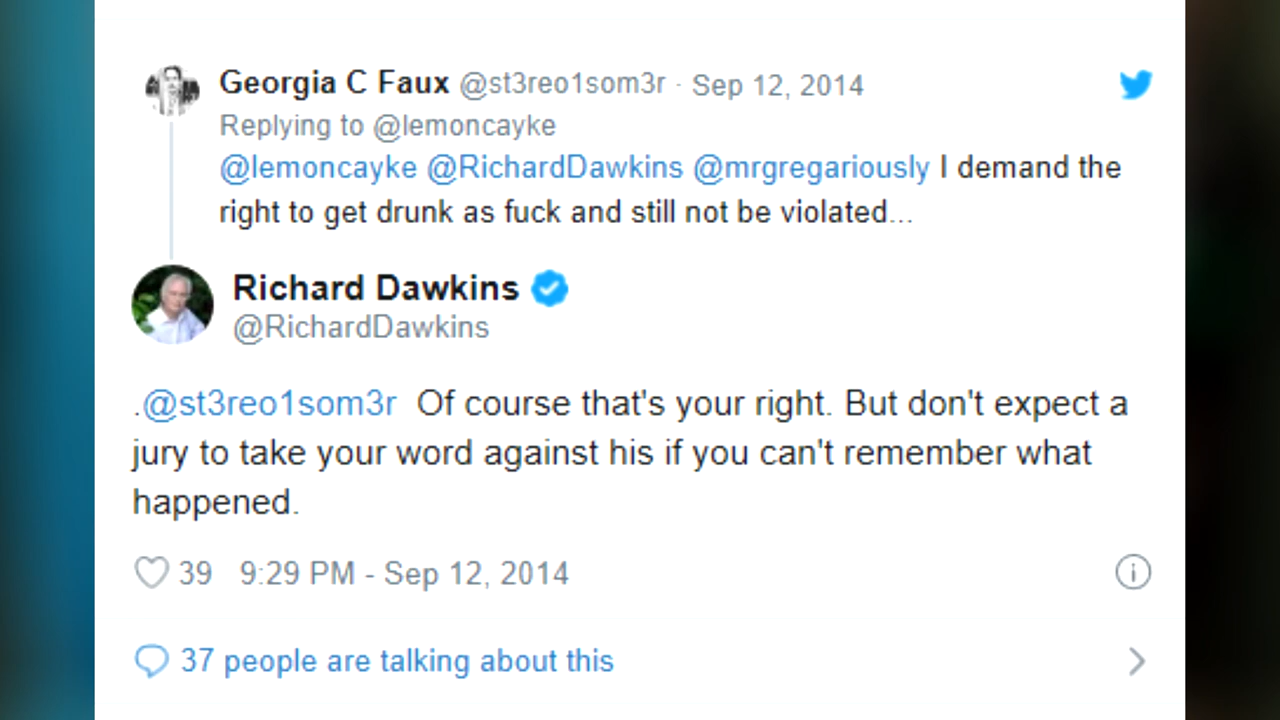 Georgia C Faux @st3reo1som3r · Sep 12, 2014
Replying to @lemoncayke
@lemoncayke @RichardDawkins @mrgregariously I demand the
right to get drunk as fuck and still not be violated...
Richard Dawkins
@RichardDawkins
.@st3reo1som3r Of course that's your right. But don't expect a
jury to take your word against his if you can't remember what
happened.
39 9:29 PM - Sep 12, 2014
37 people are talking about this